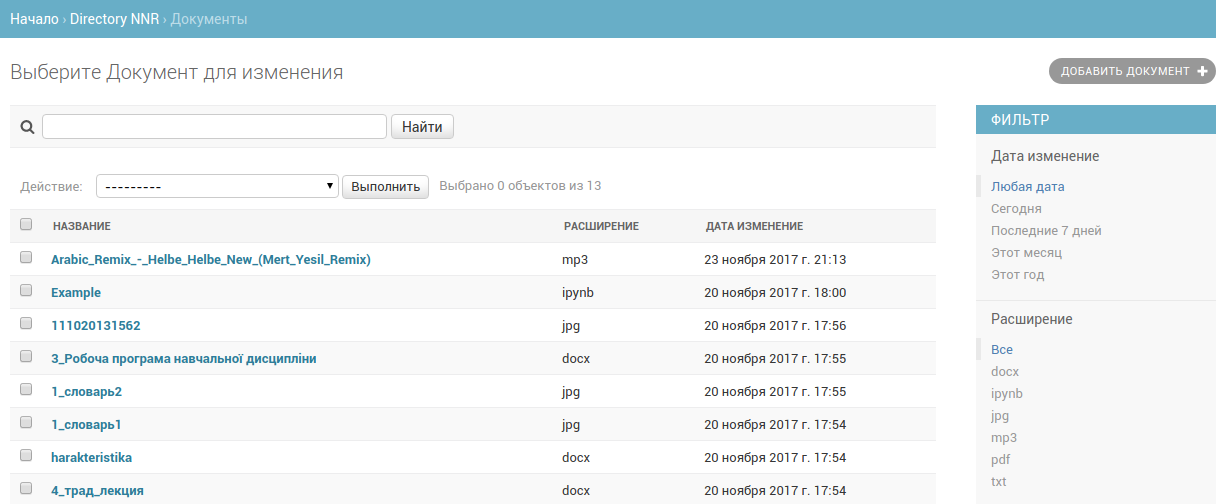 Начало › Directory NNR › Документы
Выберите Документ для изменения
ДОБАВИТЬ ДОКУМЕНТ +
Найти
Действие: --------- Выполнить Выбрано 0 объектов из 13
НАЗВАНИЕ РАСШИРЕНИЕ ДАТА ИЗМЕНЕНИЕ
Arabic_Remix_-_Helbe_Helbe_New_(Mert_Yesil_Remix) mp3 23 ноября 2017 г. 21:13
Example ipynb 20 ноября 2017 г. 18:00
111020131562 jpg 20 ноября 2017 г. 17:56
3_Робоча програма навчальної дисципліни docx 20 ноября 2017 г. 17:55
1_словарь2 jpg 20 ноября 2017 г. 17:55
1_словарь1 jpg 20 ноября 2017 г. 17:54
harakteristika docx 20 ноября 2017 г. 17:54
4_трад_лекция docx 20 ноября 2017 г. 17:54
ФИЛЬТР
Дата изменение
Любая дата
Сегодня
Последние 7 дней
Этот месяц
Этот год
Расширение
Все
docx
ipynb
jpg
mp3
pdf
txt